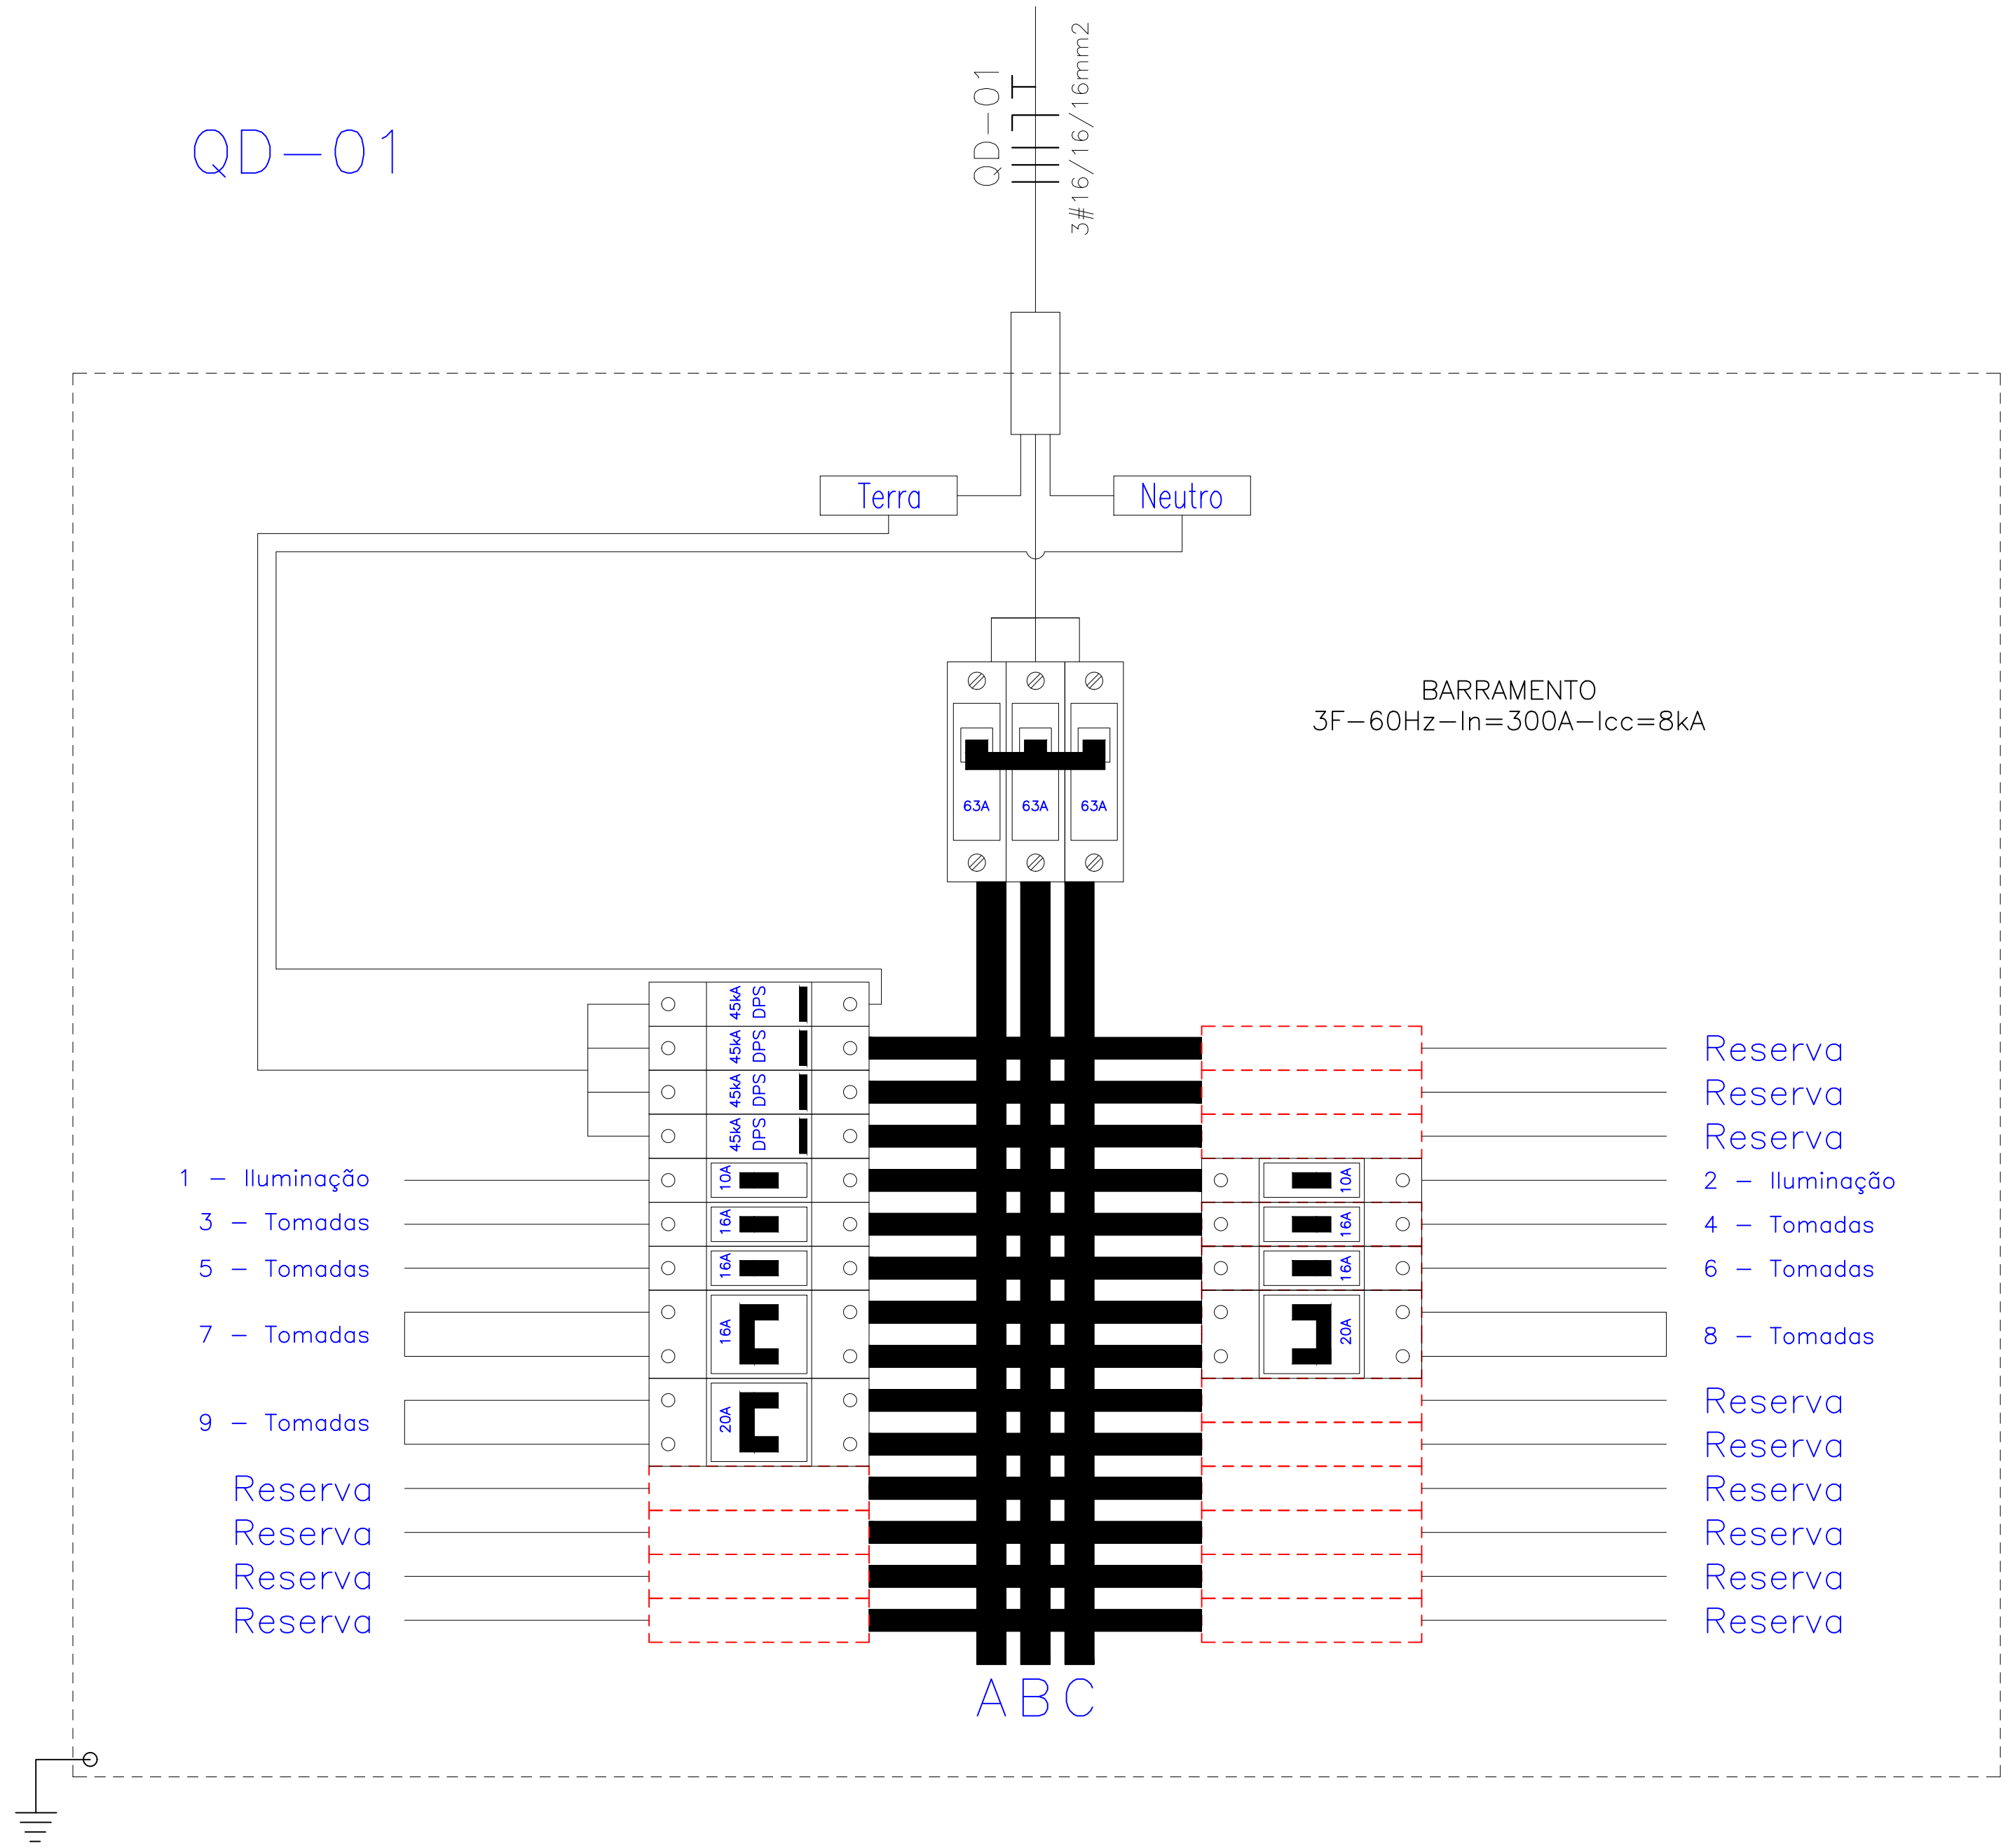 QD-01
QD-01
3#16/16/16mm2
Terra
Neutro
BARRAMENTO
3F-60Hz-In=300A-Icc=8kA
63A
63A
63A
45kA
DPS
45kA
DPS
Reserva
45kA
DPS
Reserva
45kA
DPS
Reserva
1 - Iluminação
10A
10A
2 - Iluminação
3 - Tomadas
16A
16A
4 - Tomadas
5 - Tomadas
16A
16A
6 - Tomadas
7 - Tomadas
16A
20A
8 - Tomadas
9 - Tomadas
20A
Reserva
Reserva
Reserva
Reserva
Reserva
Reserva
Reserva
Reserva
Reserva
Reserva
A B C